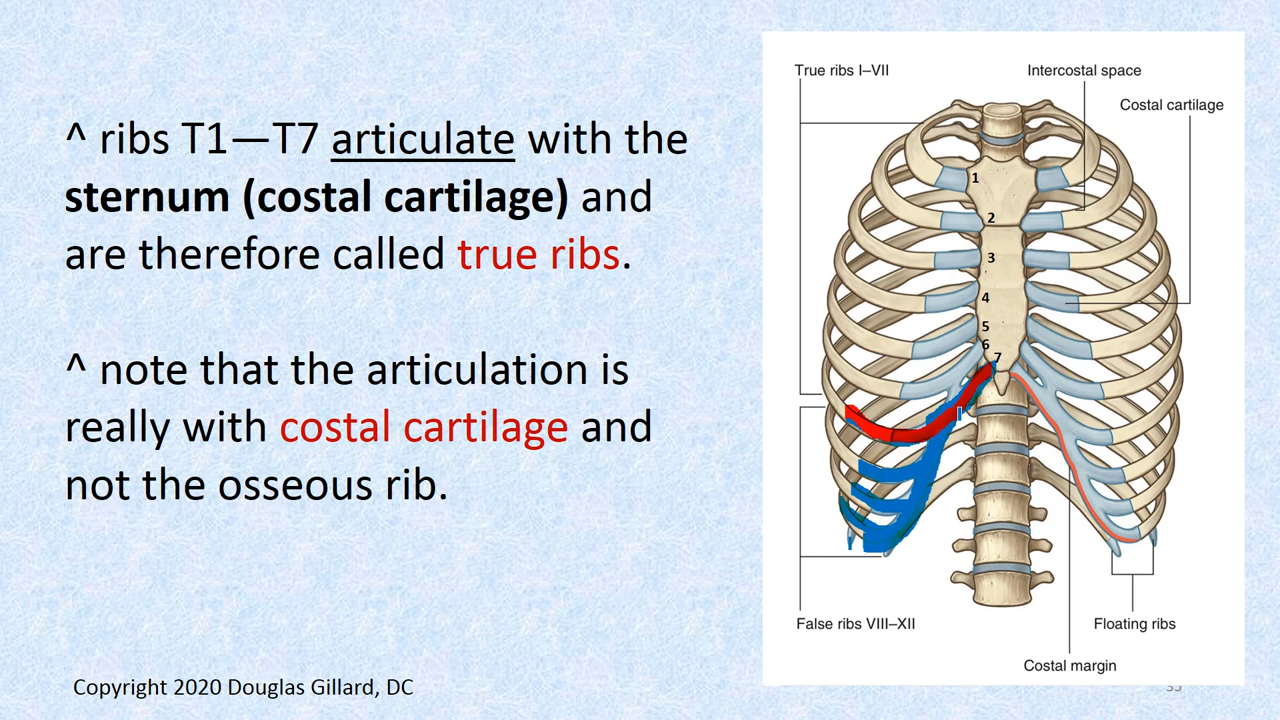 ^ ribs T1—T7 articulate with the
sternum (costal cartilage) and
are therefore called true ribs.
^ note that the articulation is
really with costal cartilage and
not the osseous rib.
Copyright 2020 Douglas Gillard, DC
True ribs I–VII
Intercostal space
Costal cartilage
1
2
3
4
5
6
7
False ribs VIII–XII
Floating ribs
Costal margin